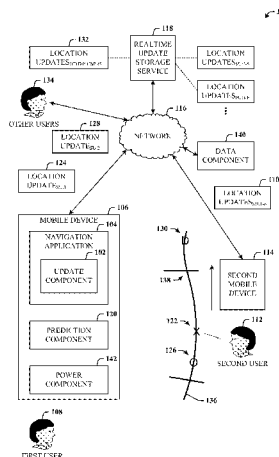 118
132
LOCATION
REALTIME
UPDATE
STORAGE
SERVICE
LOCATION
LOCATION
134
116
OTHER USERS
128
LOCATION
UPDATE
NETWORK
140
DATA
COMPONENT
124
LOCATION
UPDATE
110
LOCATION
106
MOBILE DEVICE
104
NAVIGATION
APPLICATION
102
UPDATE
COMPONENT
130
138
114
SECOND
MOBILE
DEVICE
120
PREDICTION
COMPONENT
122
112
126
SECOND USER
142
POWER
COMPONENT
136
108
FIRST USER